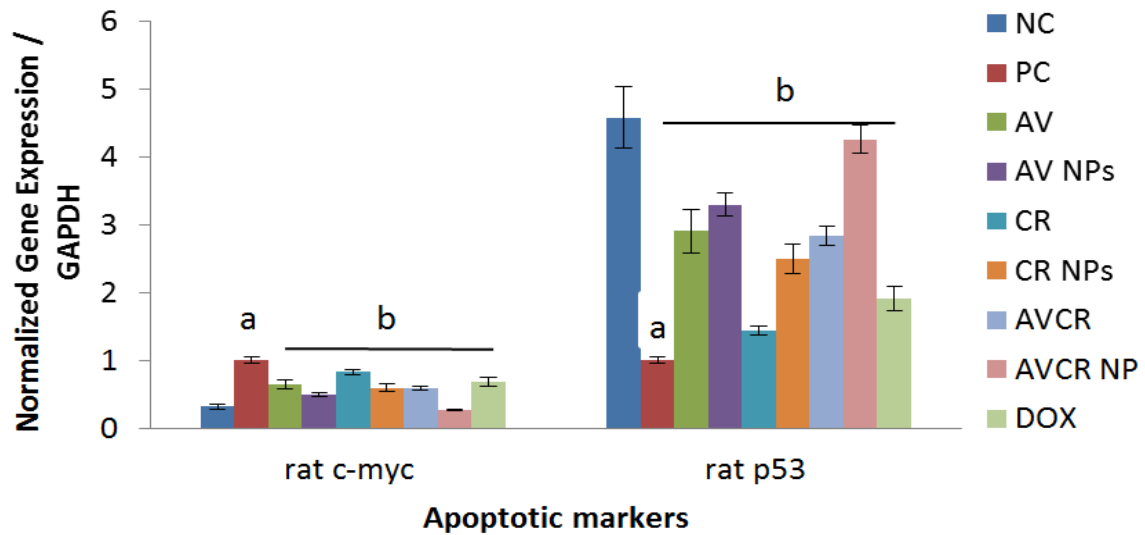 Normalized Gene Expression /
GAPDH
6
5
4
3
2
1
0
a
b
a
b
rat c-myc
rat p53
Apoptotic markers
NC
PC
AV
AV NPs
CR
CR NPs
AVCR
AVCR NP
DOX